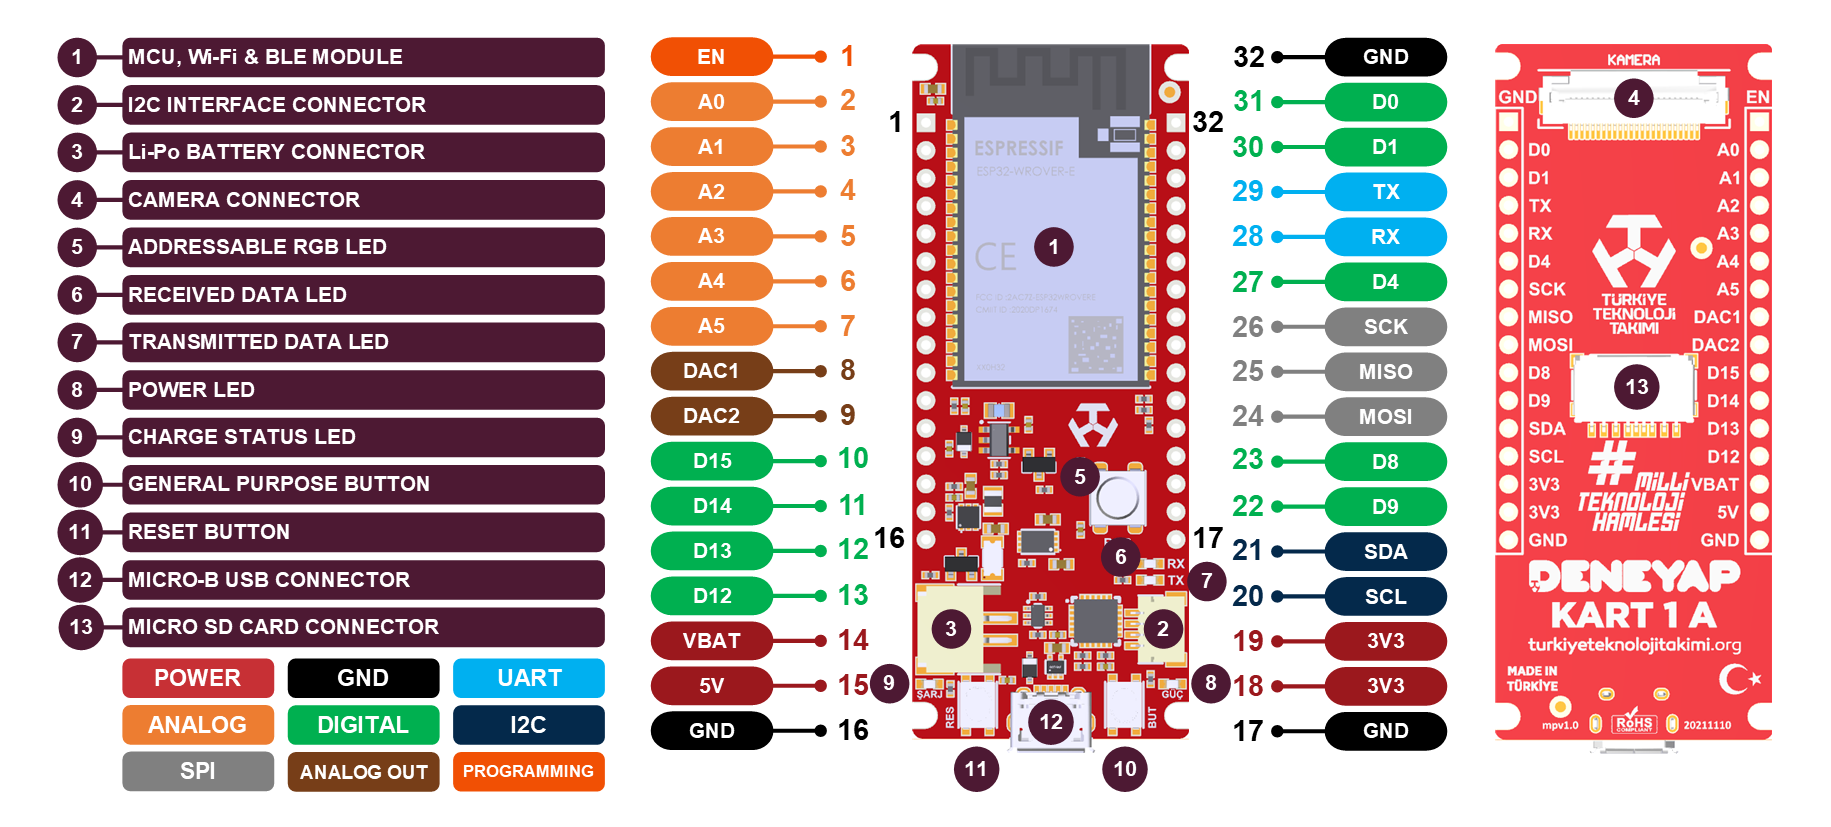 1 MCU, Wi-Fi & BLE MODULE
2 I2C INTERFACE CONNECTOR
3 Li-Po BATTERY CONNECTOR
4 CAMERA CONNECTOR
5 ADDRESSABLE RGB LED
6 RECEIVED DATA LED
7 TRANSMITTED DATA LED
8 POWER LED
9 CHARGE STATUS LED
10 GENERAL PURPOSE BUTTON
11 RESET BUTTON
12 MICRO-B USB CONNECTOR
13 MICRO SD CARD CONNECTOR
POWER GND UART
ANALOG DIGITAL I2C
SPI ANALOG OUT PROGRAMMING
EN 1
A0 2
A1 3
A2 4
A3 5
A4 6
A5 7
DAC1 8
DAC2 9
D15 10
D14 11
D13 12
D12 13
VBAT 14
5V 15
GND 16
1 32
ESPRESSIF
ESP32-WROVER-E
1
CE
FCC ID:2AC7Z-ESP32WROVERE
5
16 17
6 RX
TX 7
3 2
9 8
ŞARJ GÜÇ
RES 12 BUT
11 10
32 GND
31 D0
30 D1
29 TX
28 RX
27 D4
26 SCK
25 MISO
24 MOSI
23 D8
22 D9
21 SDA
20 SCL
19 3V3
18 3V3
17 GND
KAMERA
4
GND EN
D0 A0
D1 A1
TX A2
RX A3
D4 A4
SCK A5
MISO DAC1
MOSI DAC2
D8 D15
D9 D14
SDA D13
SCL D12
3V3 VBAT
3V3 5V
GND GND
TÜRKİYE
TEKNOLOJİ
TAKIMI
13
#MİLLİ
TEKNOLOJİ
HAMLESİ
DENEYAP
KART 1 A
turkiyeteknolojitakimi.org
MADE IN
TÜRKİYE
mpv1.0 RoHS 20211110
COMPLIANT